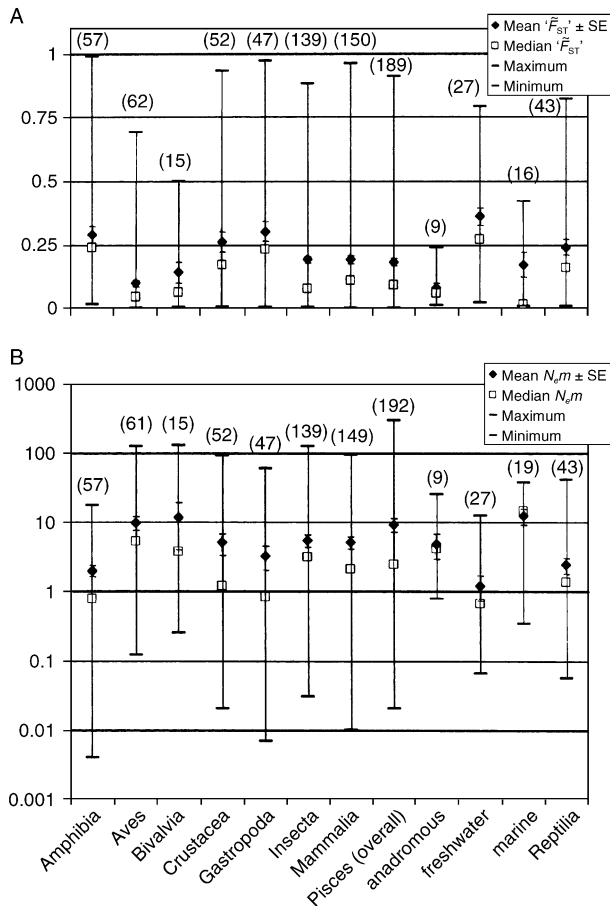 A
Mean ‘F̃ST’ ± SE
Median ‘F̃ST’
Maximum
Minimum
(57) (62) (15) (52) (47) (139) (150) (189) (9) (27) (16) (43)
1
0.75
0.5
0.25
0
B
Mean Nem ± SE
Median Nem
Maximum
Minimum
(57) (61) (15) (52) (47) (139) (149) (192) (9) (27) (19) (43)
1000
100
10
1
0.1
0.01
0.001
Amphibia
Aves
Bivalvia
Crustacea
Gastropoda
Insecta
Mammalia
Pisces (overall)
anadromous
freshwater
marine
Reptilia